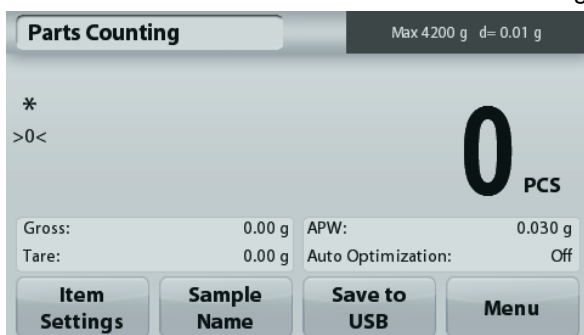 Parts Counting Max 4200 g d= 0.01 g
*
>0<
0 PCS
Gross: 0.00 g APW: 0.030 g
Tare: 0.00 g Auto Optimization: Off
Item Settings
Sample Name
Save to USB
Menu